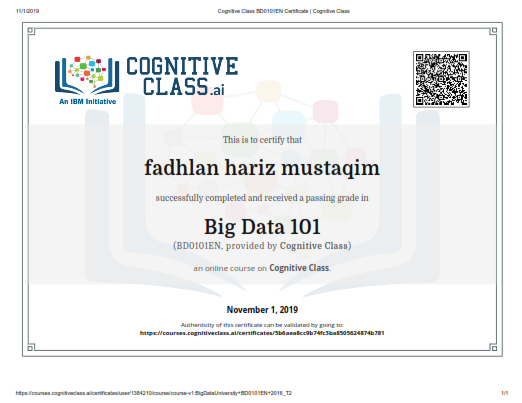 11/1/2019
Cognitive Class BD0101EN Certificate | Cognitive Class
COGNITIVE
CLASS.ai
An IBM Initiative
This is to certify that
fadhlan hariz mustaqim
successfully completed and received a passing grade in
Big Data 101
(BD0101EN, provided by Cognitive Class)
an online course on Cognitive Class.
November 1, 2019
Authenticity of this certificate can be validated by going to:
https://courses.cognitiveclass.ai/certificates/5b6aea8cc9b74fc3ba8505624874b781
https://courses.cognitiveclass.ai/certificates/user/1384210/course/course-v1:BigDataUniversity+BD0101EN+2016_T2
1/1